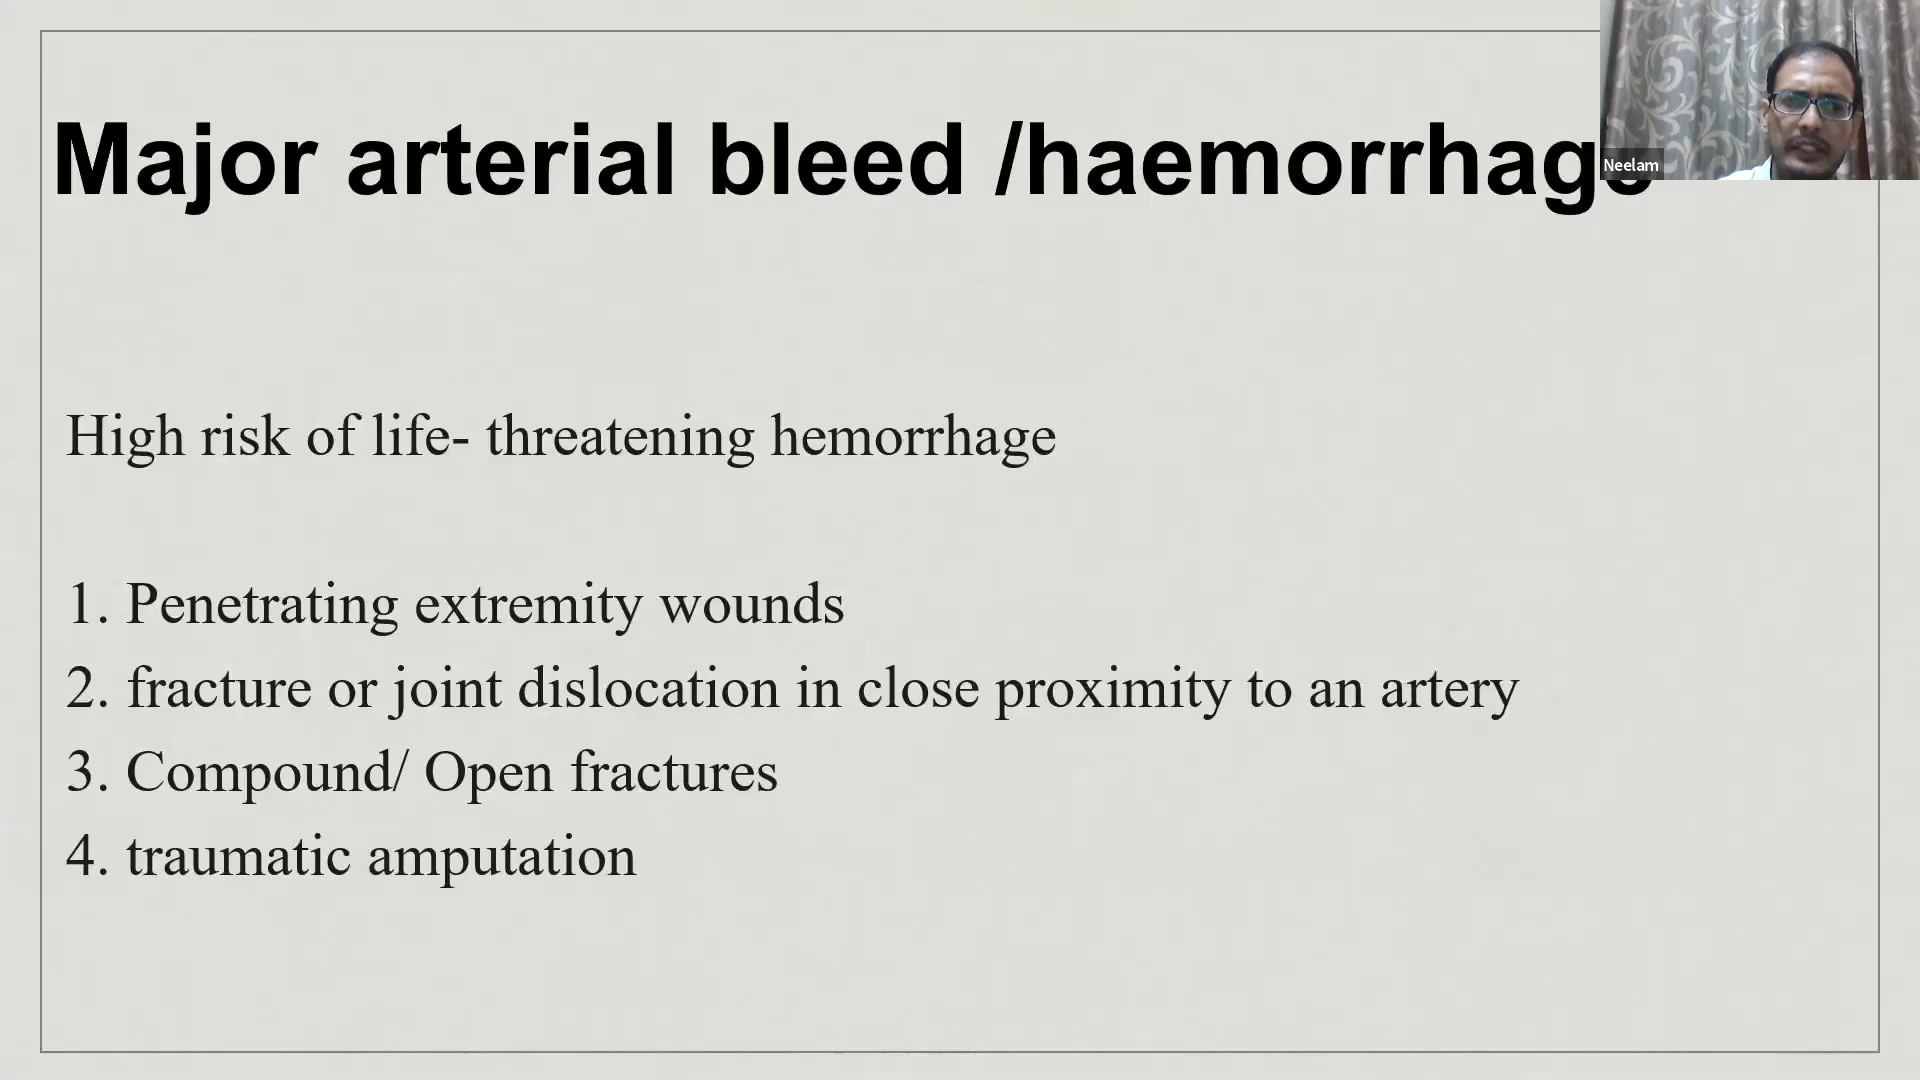 Major arterial bleed /haemorrhage
Neelam
High risk of life- threatening hemorrhage
1. Penetrating extremity wounds
2. fracture or joint dislocation in close proximity to an artery
3. Compound/ Open fractures
4. traumatic amputation